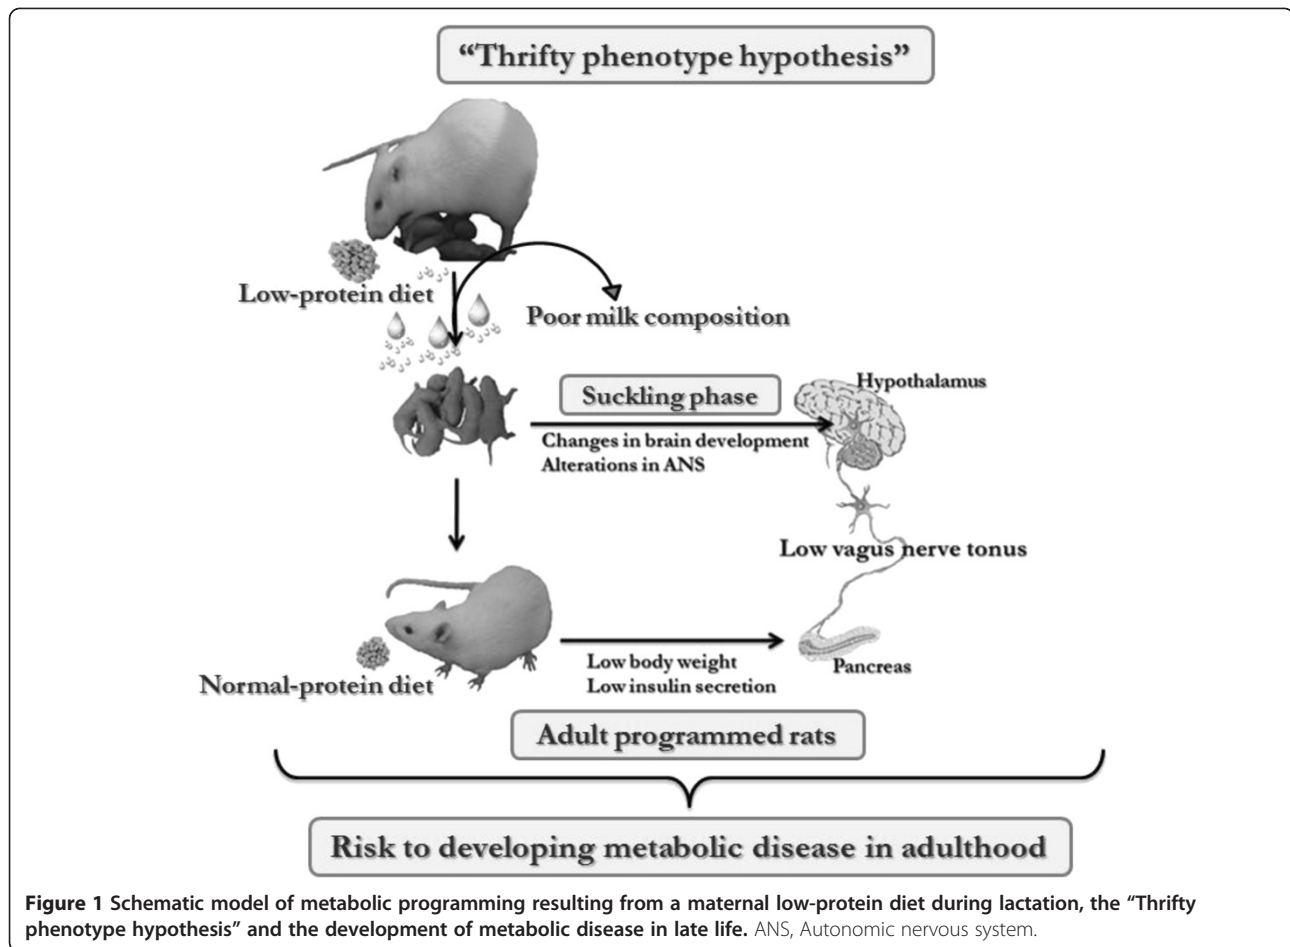 “Thrifty phenotype hypothesis”
Low-protein diet
Poor milk composition
Suckling phase
Hypothalamus
Changes in brain development
Alterations in ANS
Low vagus nerve tonus
Normal-protein diet
Low body weight
Low insulin secretion
Pancreas
Adult programmed rats
Risk to developing metabolic disease in adulthood
Figure 1 Schematic model of metabolic programming resulting from a maternal low-protein diet during lactation, the “Thrifty
phenotype hypothesis” and the development of metabolic disease in late life. ANS, Autonomic nervous system.